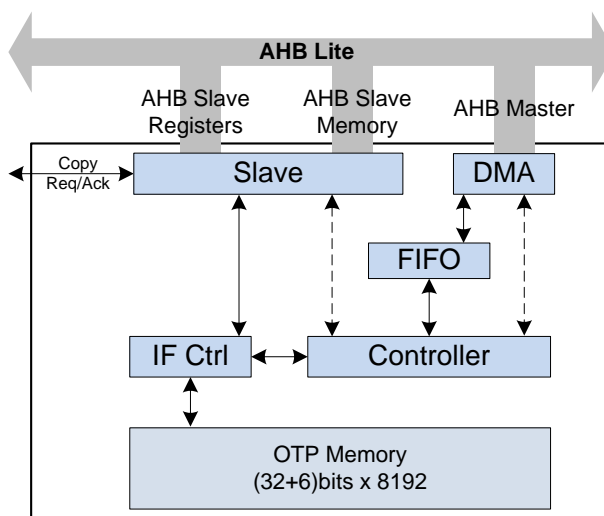 AHB Lite
AHB Slave
Registers
AHB Slave
Memory
AHB Master
Copy
Req/Ack
Slave
DMA
FIFO
IF Ctrl
Controller
OTP Memory
(32+6)bits x 8192